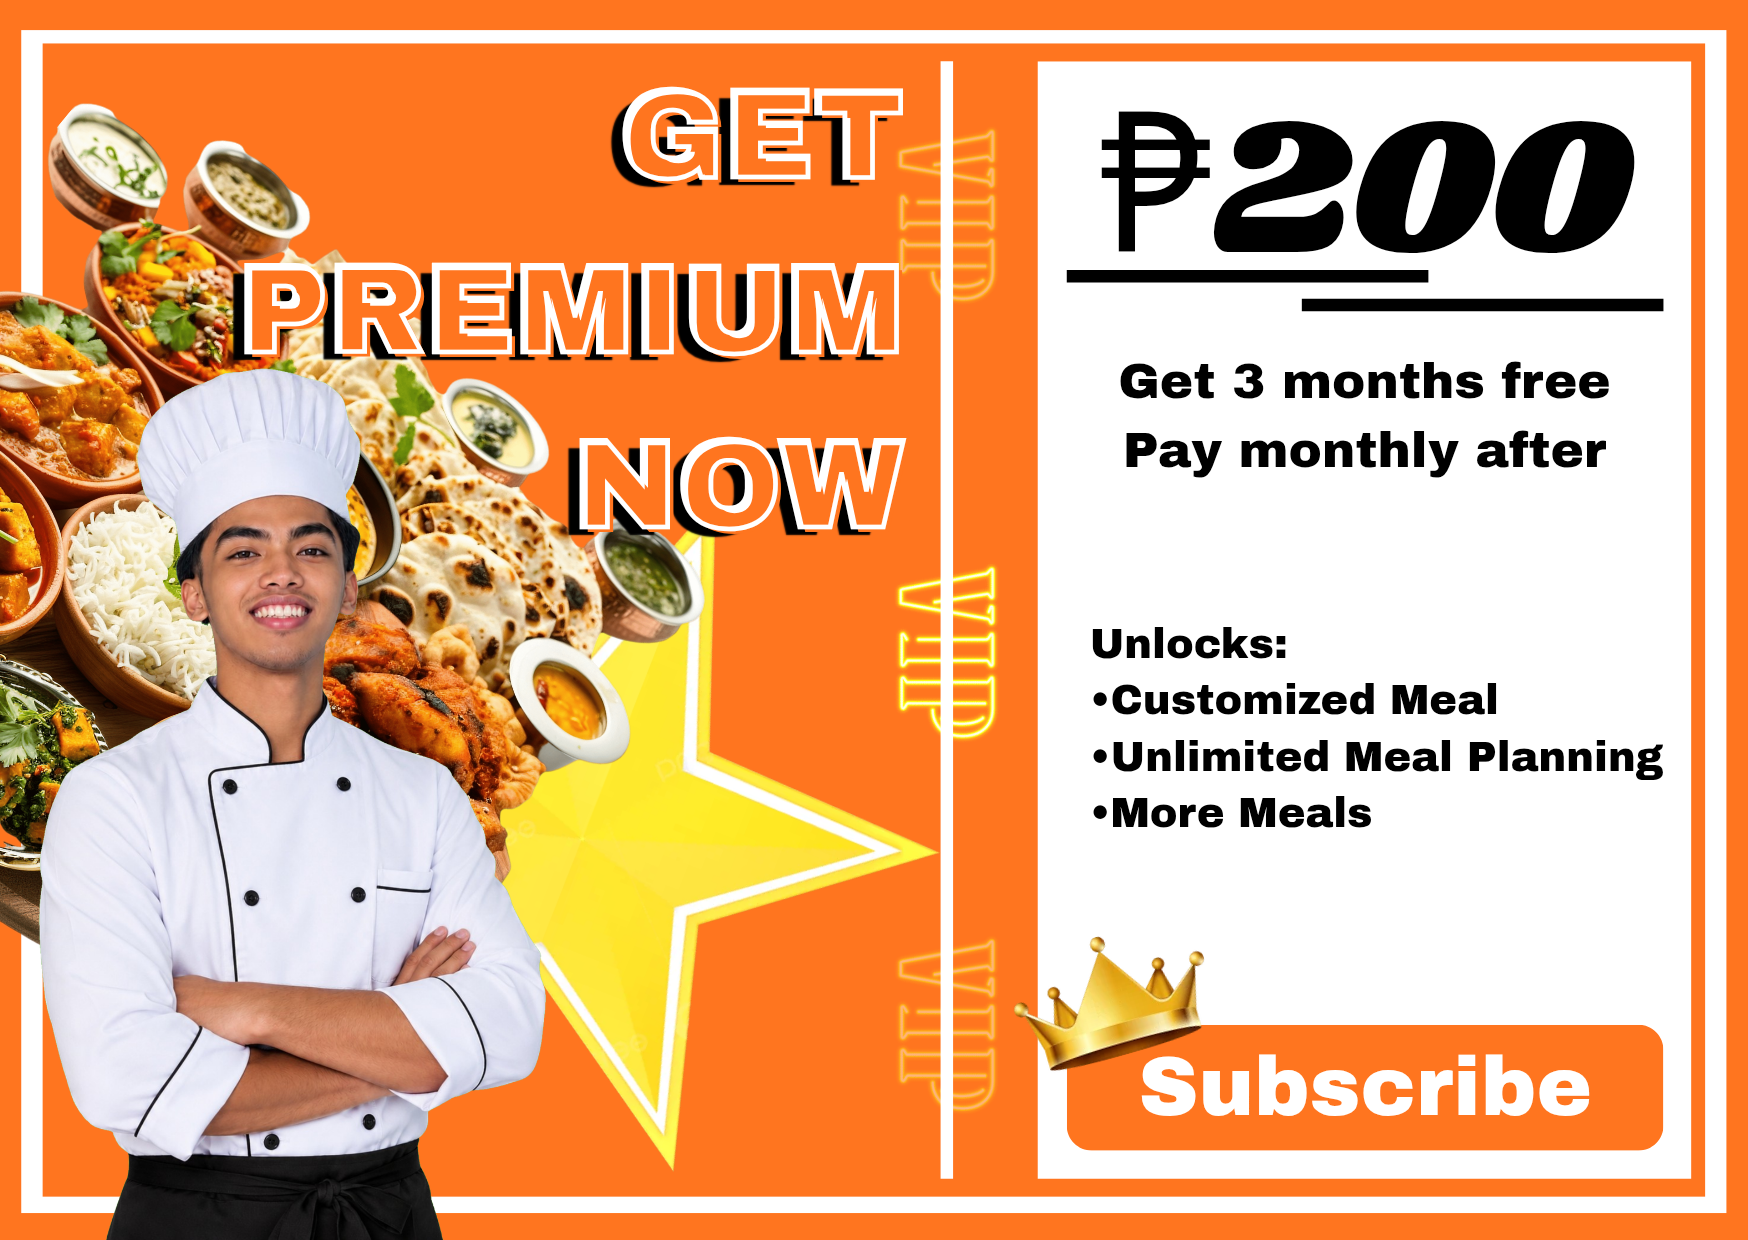 GET
PREMIUM
NOW
VIP
VIP
VIP
₱200
Get 3 months free
Pay monthly after
Unlocks:
•Customized Meal
•Unlimited Meal Planning
•More Meals
Subscribe